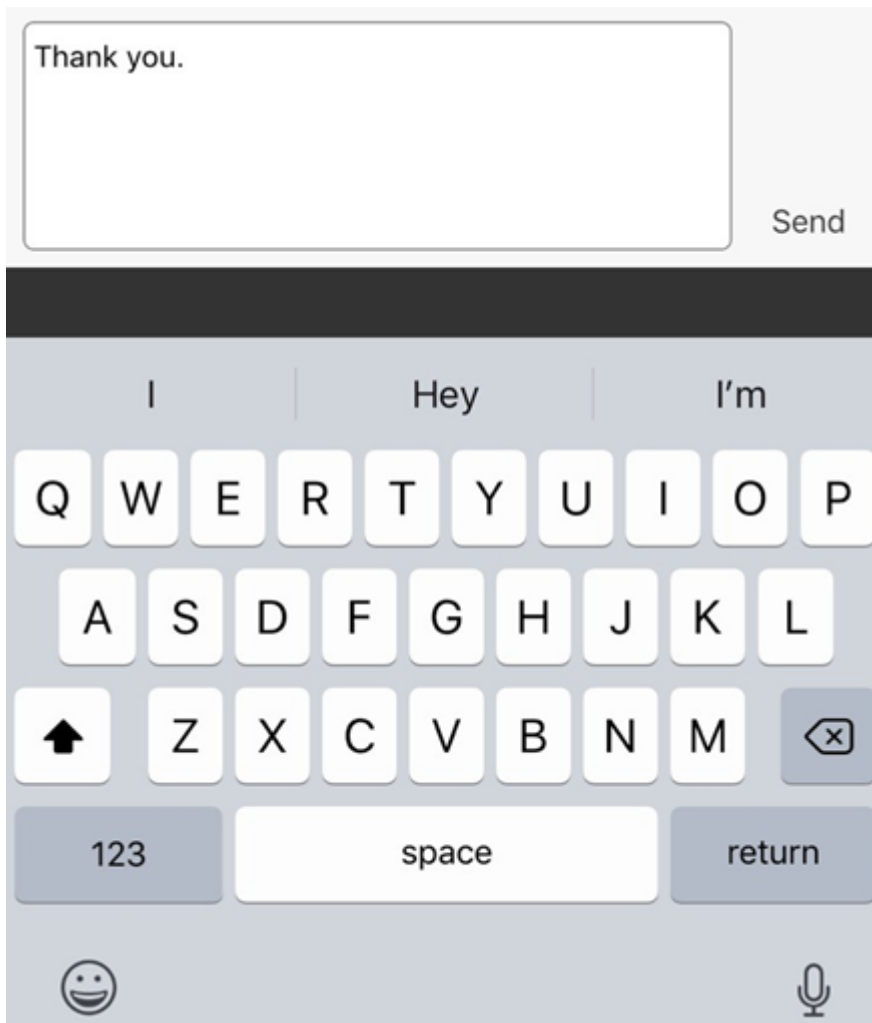 Thank you.
Send
I Hey I’m
Q W E R T Y U I O P
A S D F G H J K L
Z X C V B N M
123 space return